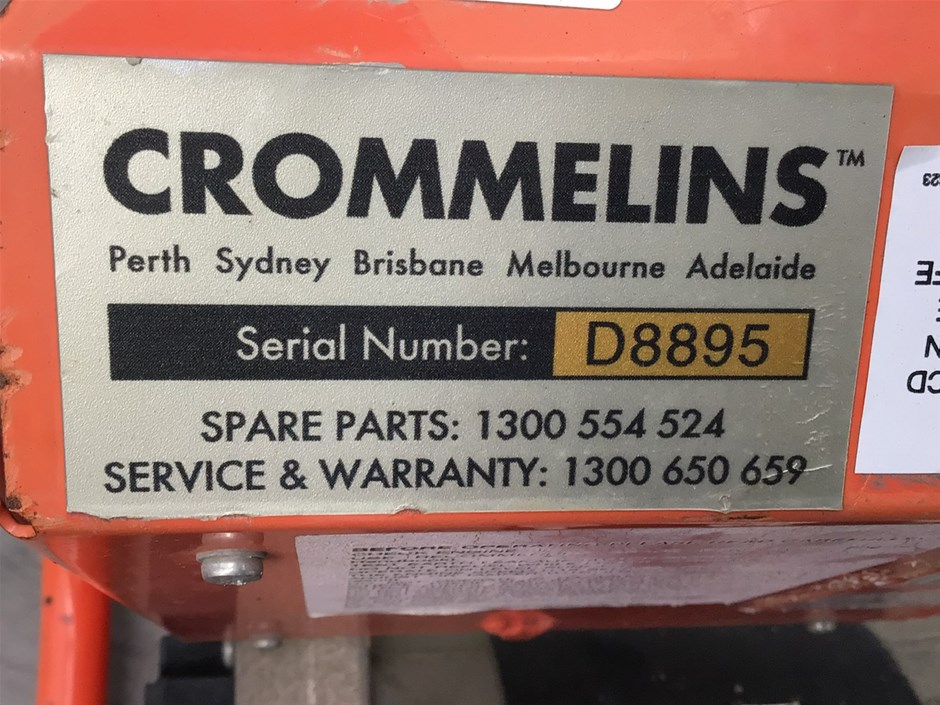 CROMMELINS™
Perth Sydney Brisbane Melbourne Adelaide
Serial Number: D8895
SPARE PARTS: 1300 554 524
SERVICE & WARRANTY: 1300 650 659
BEFORE